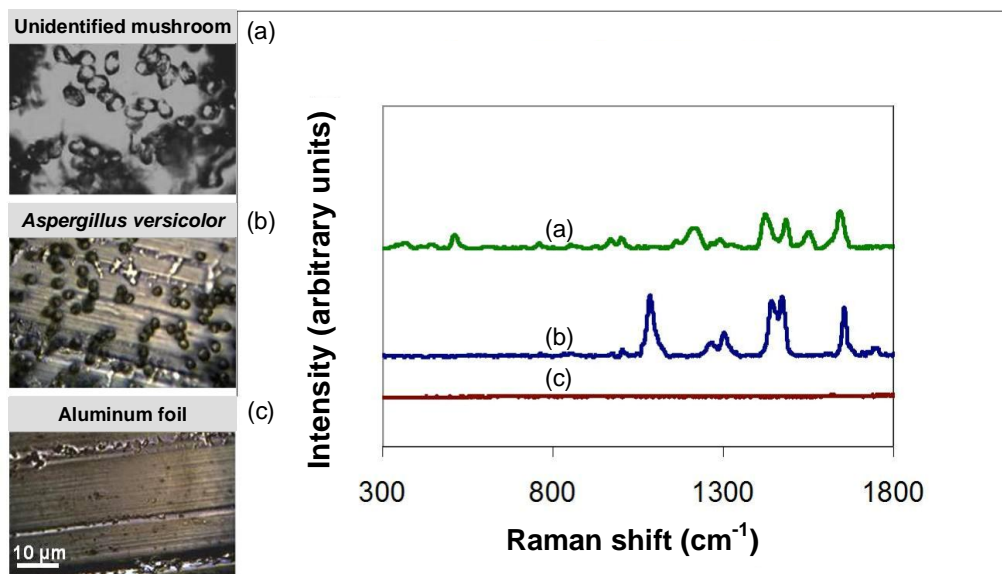 Unidentified mushroom
(a)
Aspergillus versicolor
(b)
Aluminum foil
(c)
10 µm
Intensity (arbitrary units)
(a)
(b)
(c)
300 800 1300 1800
Raman shift (cm⁻¹)